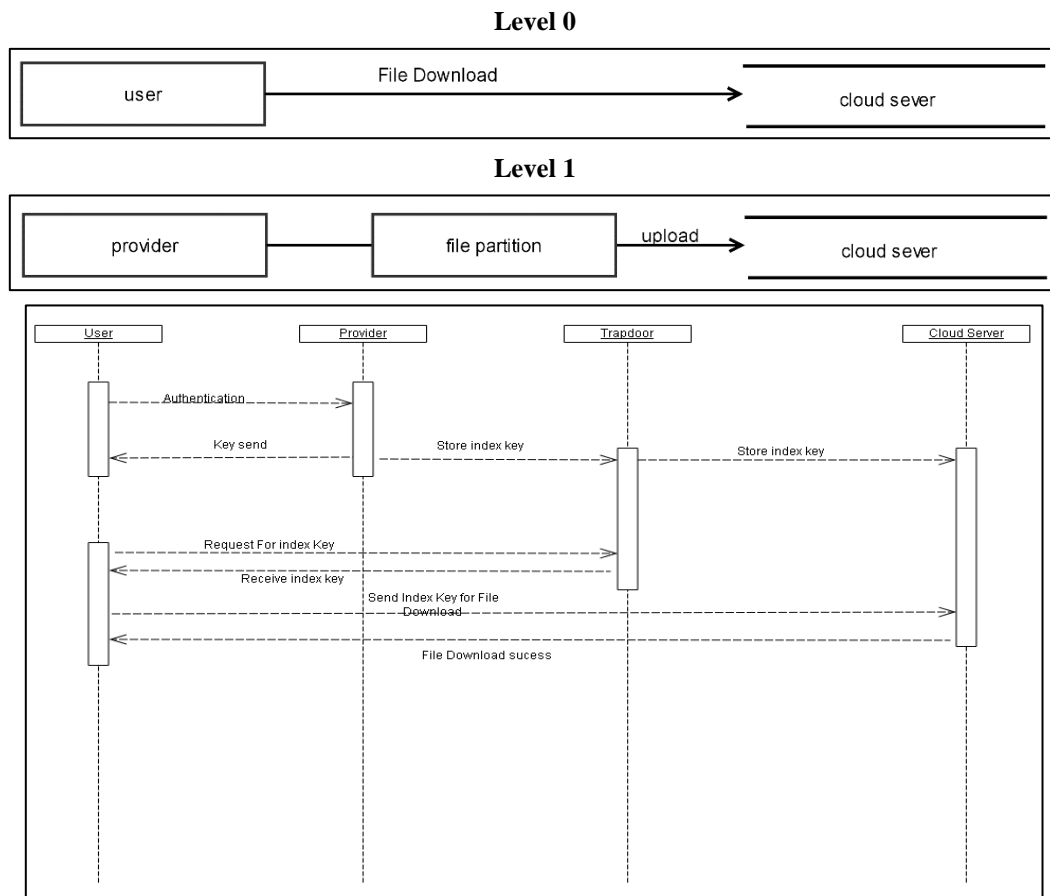 Level 0
File Download
user
cloud sever
Level 1
provider
file partition
upload
cloud sever
User
Provider
Trapdoor
Cloud Server
Authentication
Key send
Store index key
Store index key
Request For index Key
Receive index key
Send Index Key for File
Download
File Download sucess